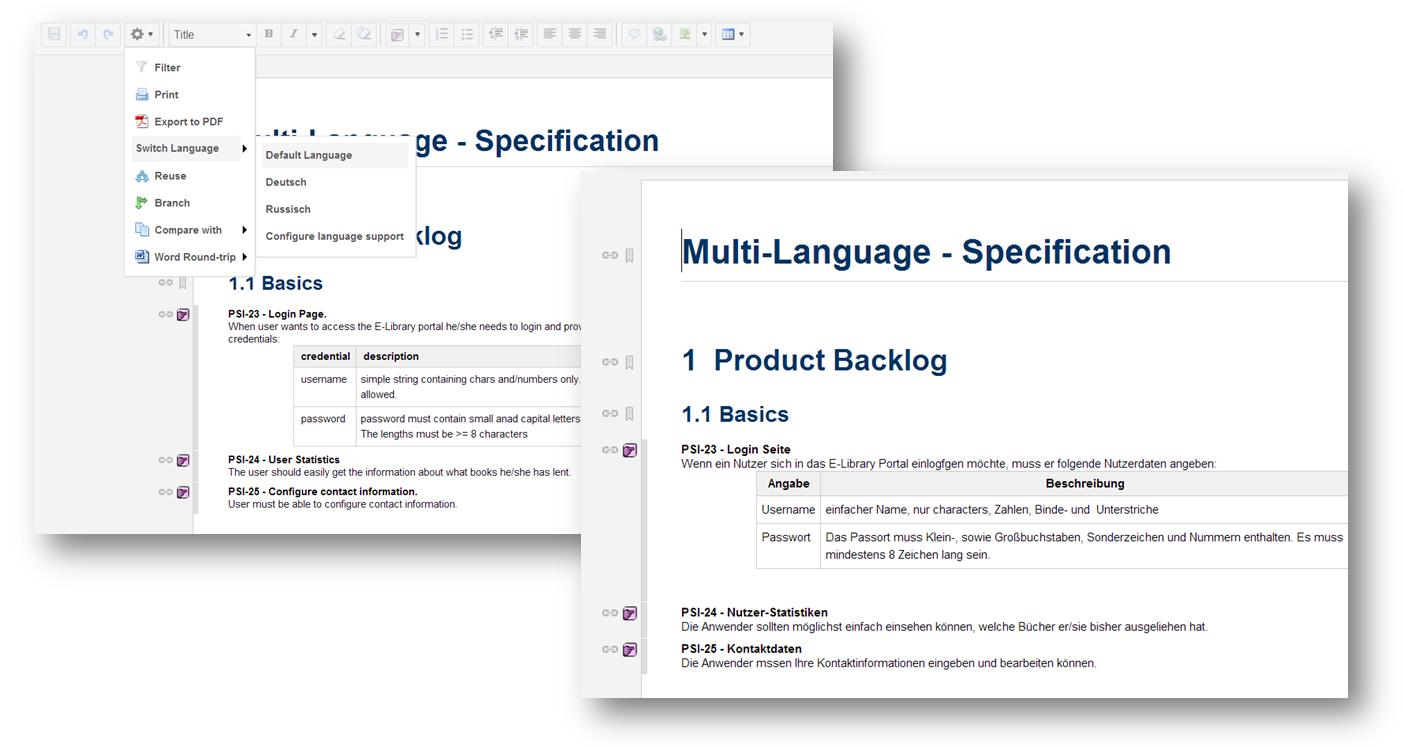 Title B I
Filter
Print
Export to PDF
Switch Language
Reuse
Branch
Compare with
Word Round-trip
Default Language
Deutsch
Russisch
Configure language support
- Specification
1.1 Basics
PSI-23 - Login Page.
When user wants to access the E-Library portal he/she needs to login and
credentials:
credential description
username simple string containing chars and/numbers only.
allowed.
password password must contain small anad capital letters
The lengths must be >= 8 characters
PSI-24 - User Statistics
The user should easily get the information about what books he/she has lent.
PSI-25 - Configure contact information.
User must be able to configure contact information.
Multi-Language - Specification
1 Product Backlog
1.1 Basics
PSI-23 - Login Seite
Wenn ein Nutzer sich in das E-Library Portal einlogfgen möchte, muss er folgende Nutzerdaten angeben:
Angabe Beschreibung
Username einfacher Name, nur characters, Zahlen, Binde- und Unterstriche
Passwort Das Passort muss Klein-, sowie Großbuchstaben, Sonderzeichen und Nummern enthalten. Es muss
mindestens 8 Zeichen lang sein.
PSI-24 - Nutzer-Statistiken
Die Anwender sollten möglichst einfach einsehen können, welche Bücher er/sie bisher ausgeliehen hat.
PSI-25 - Kontaktdaten
Die Anwender mssen Ihre Kontaktinformationen eingeben und bearbeiten können.